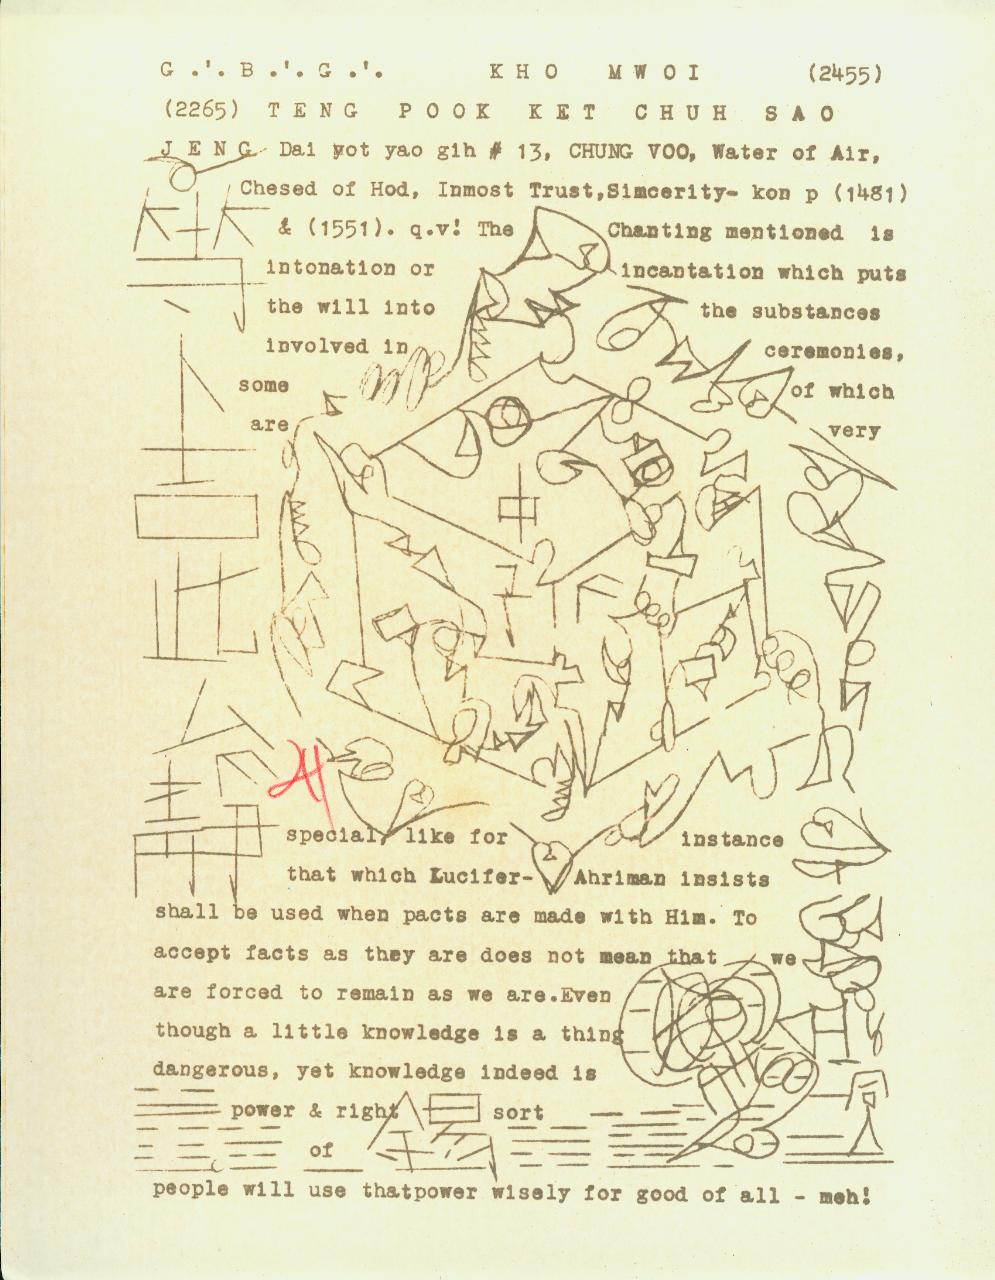 G .'. B .'. G .'. KHO MWOI (2455)
(2265) TENG POOK KET CHUH SAO
JENG Dai yot yao gih # 13, CHUNG VOO, Water of Air,
Chesed of Hod, Inmost Trust,Simcerity- kon p (1481)
& (1551). q.v! The Chanting mentioned is
intonation or incantation which puts
the will into the substances
involved in ceremonies,
some of which
are very
special, like for instance
that which Lucifer- Ahriman insists
shall be used when pacts are made with Him. To
accept facts as they are does not mean that we
are forced to remain as we are.Even
though a little knowledge is a thing
dangerous, yet knowledge indeed is
power & right sort
of
people will use thatpower wisely for good of all - meh!